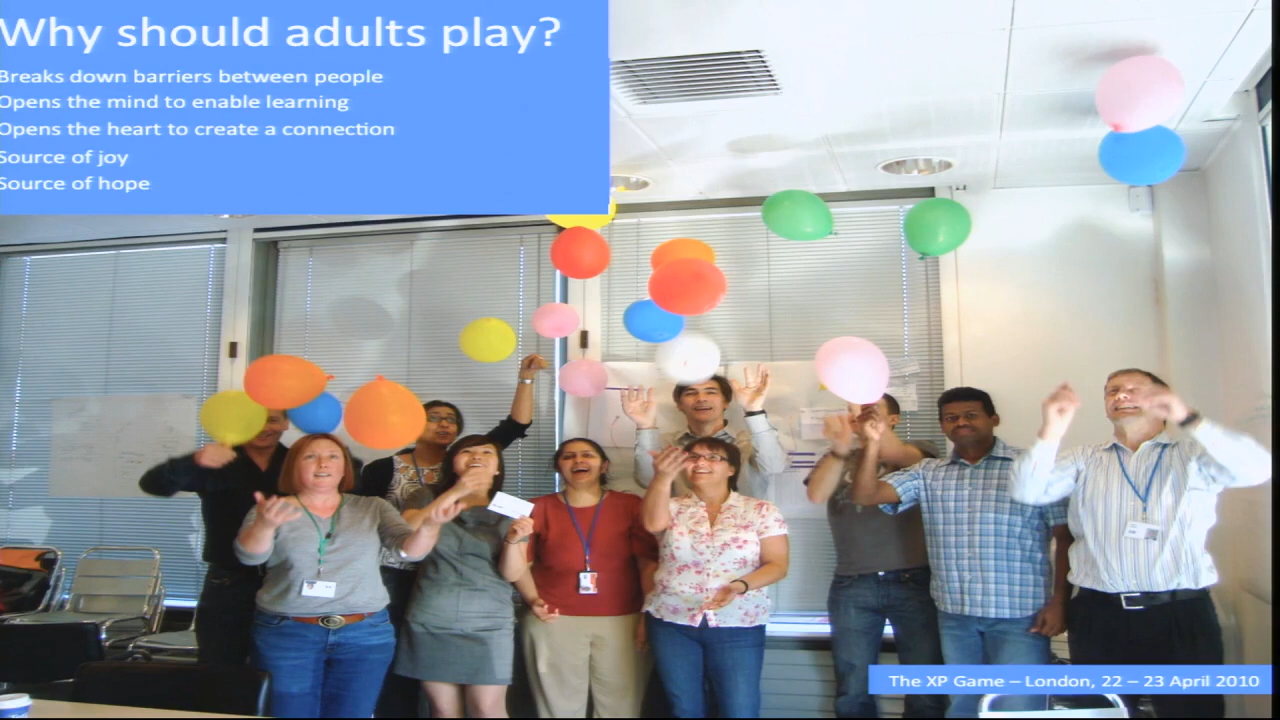 Why should adults play?
Breaks down barriers between people
Opens the mind to enable learning
Opens the heart to create a connection
Source of joy
Source of hope
The XP Game – London, 22 – 23 April 2010